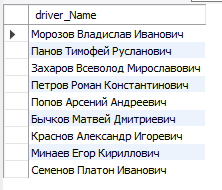 driver_Name
Морозов Владислав Иванович
Панов Тимофей Русланович
Захаров Всеволод Мирославович
Петров Роман Константинович
Попов Арсений Андреевич
Бычков Матвей Дмитриевич
Краснов Александр Игоревич
Минаев Егор Кириллович
Семенов Платон Иванович